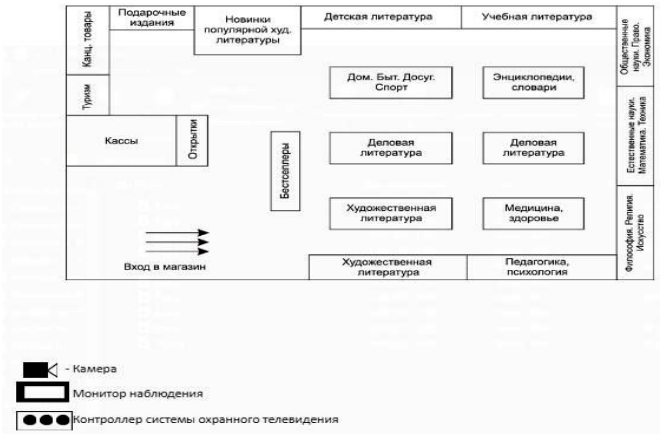 Канц. товары
Подарочные
издания
Новинки
популярной худ.
литературы
Детская литература
Учебная литература
Общественные
науки. Право.
Экономика
Туризм
Дом. Быт. Досуг.
Спорт
Энциклопедии,
словари
Кассы
Открытки
Бестселлеры
Деловая
литература
Деловая
литература
Естественные науки.
Математика. Техника
Художественная
литература
Медицина,
здоровье
Философия. Религия.
Искусство
Вход в магазин
Художественная
литература
Педагогика,
психология
- Камера
Монитор наблюдения
Контроллер системы охранного телевидения